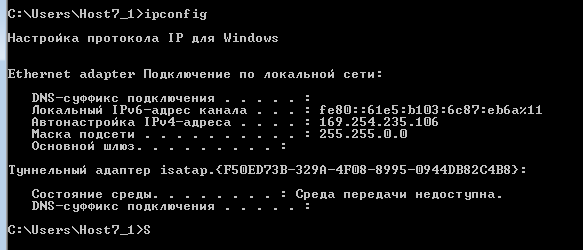 C:\Users\Host7_1>ipconfig
Настройка протокола IP для Windows
Ethernet adapter Подключение по локальной сети:
DNS-суффикс подключения . . . . . :
Локальный IPv6-адрес канала . . . : fe80::61e5:b103:6c87:eb6a%11
Автонастройка IPv4-адреса . . . . : 169.254.235.106
Маска подсети . . . . . . . . . . : 255.255.0.0
Основной шлюз. . . . . . . . . :
Туннельный адаптер isatap.{F50ED73B-329A-4F08-8995-0944DB82C4B8}:
Состояние среды. . . . . . . . : Среда передачи недоступна.
DNS-суффикс подключения . . . . . :
C:\Users\Host7_1>S